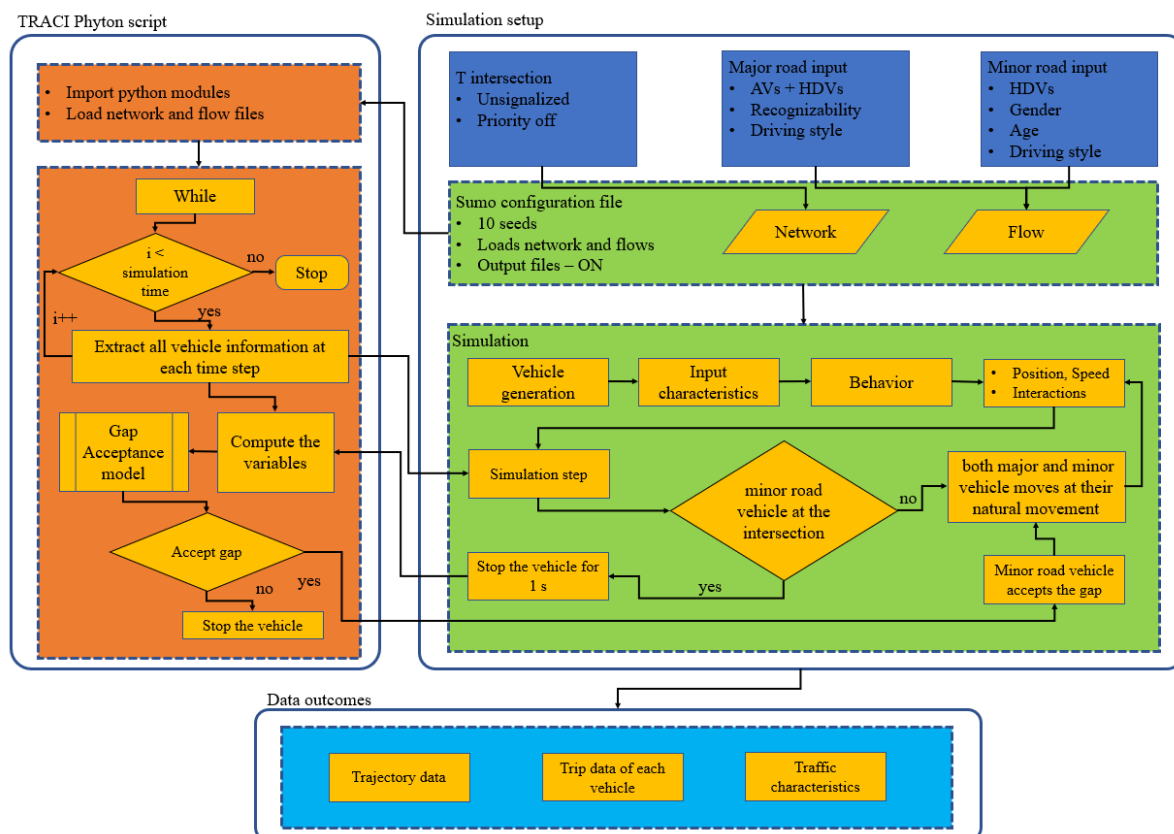 TRACI Phyton script
• Import python modules
• Load network and flow files
While
i <
simulation
time
no
Stop
yes
i++
Extract all vehicle information at
each time step
Gap
Acceptance
model
Compute the
variables
Accept gap
yes
no
Stop the vehicle
Simulation setup
T intersection
• Unsignalized
• Priority off
Major road input
• AVs + HDVs
• Recognizability
• Driving style
Minor road input
• HDVs
• Gender
• Age
• Driving style
Sumo configuration file
• 10 seeds
• Loads network and flows
• Output files – ON
Network
Flow
Simulation
Vehicle
generation
Input
characteristics
Behavior
• Position, Speed
• Interactions
Simulation step
minor road
vehicle at the
intersection
no
both major and minor
vehicle moves at their
natural movement
Stop the vehicle for
1 s
yes
Minor road vehicle
accepts the gap
Data outcomes
Trajectory data
Trip data of each
vehicle
Traffic
characteristics